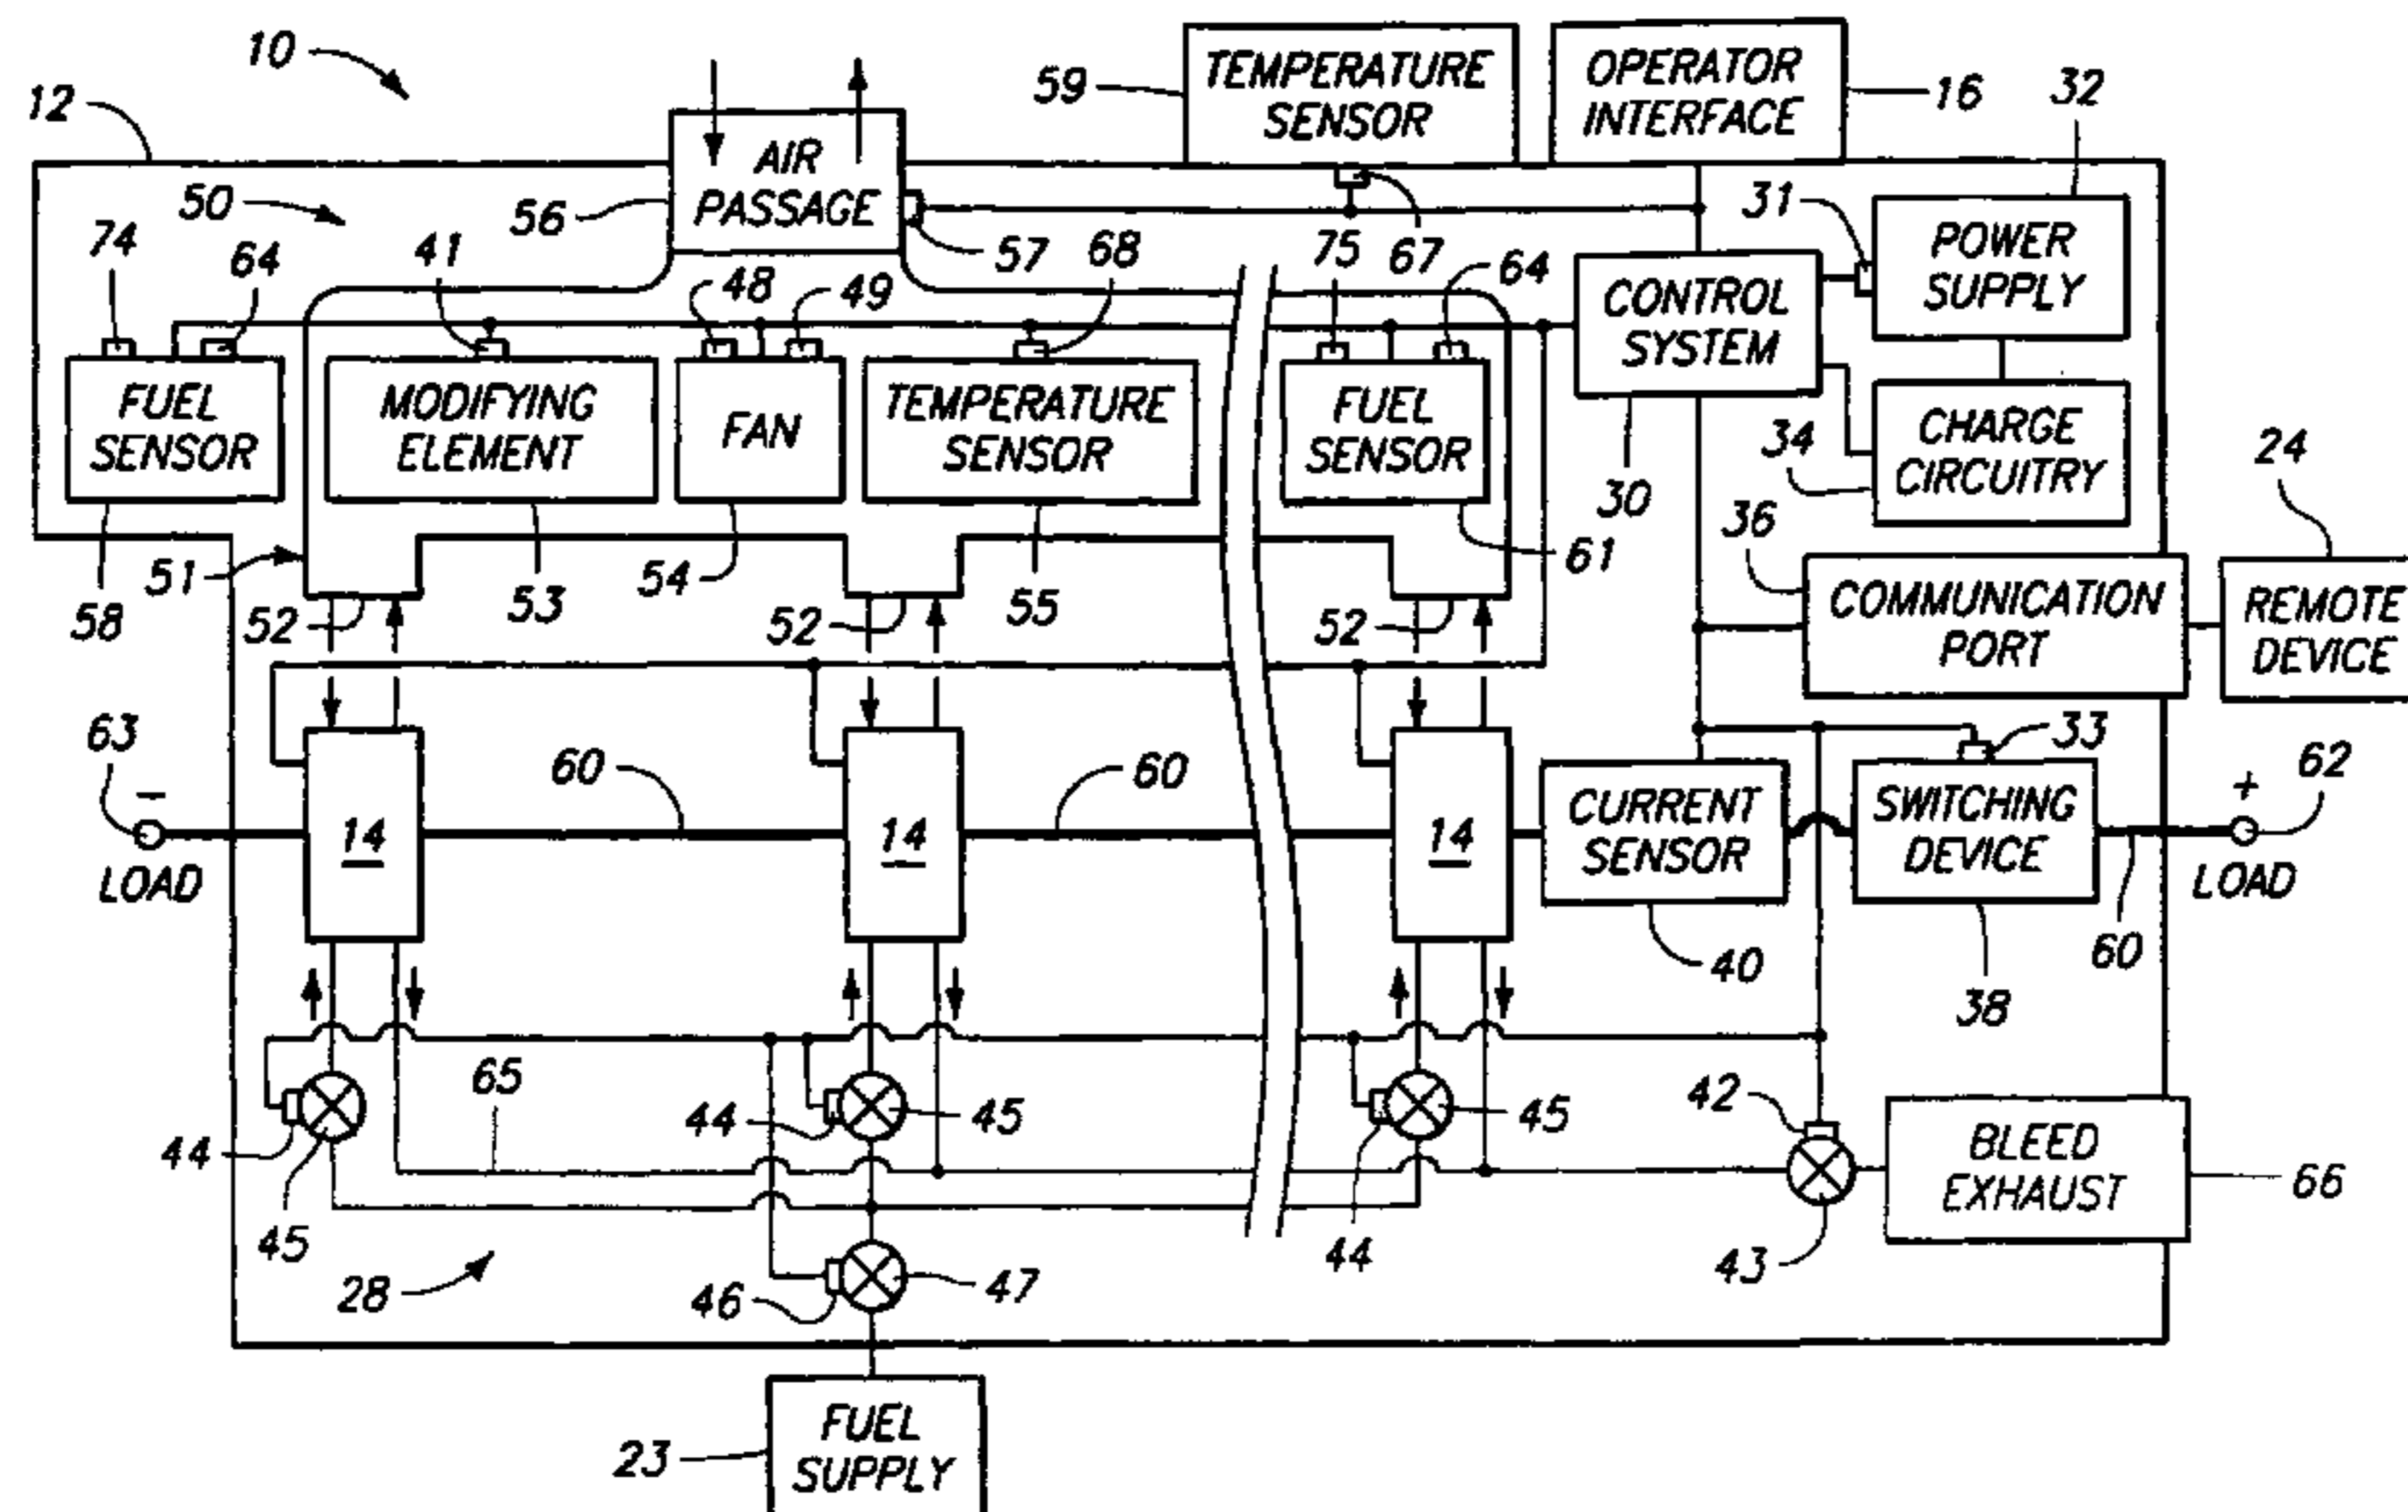 10
12
50
AIR
PASSAGE
56
57
59
TEMPERATURE
SENSOR
67
OPERATOR
INTERFACE
16
32
31
POWER
SUPPLY
74
64
41
48
49
68
75
64
FUEL
SENSOR
58
MODIFYING
ELEMENT
53
FAN
54
TEMPERATURE
SENSOR
55
FUEL
SENSOR
61
CONTROL
SYSTEM
30
CHARGE
CIRCUITRY
34
24
36
COMMUNICATION
PORT
REMOTE
DEVICE
51
52
52
52
63
−
LOAD
14
60
14
60
14
CURRENT
SENSOR
40
33
SWITCHING
DEVICE
38
60
+
62
LOAD
65
44
45
44
45
44
45
42
43
BLEED
EXHAUST
66
28
46
47
23
FUEL
SUPPLY